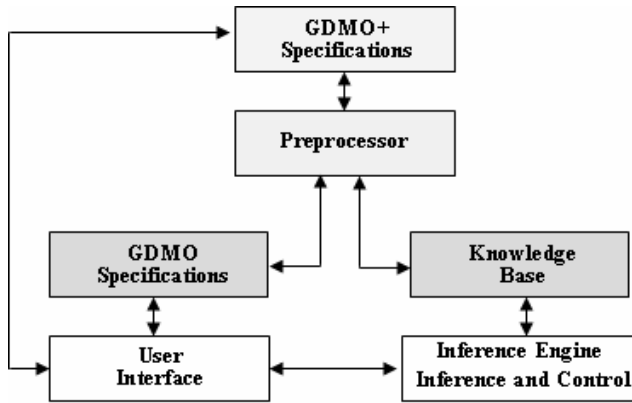 GDMO+
Specifications
Preprocessor
GDMO
Specifications
Knowledge
Base
User
Interface
Inference Engine
Inference and Control